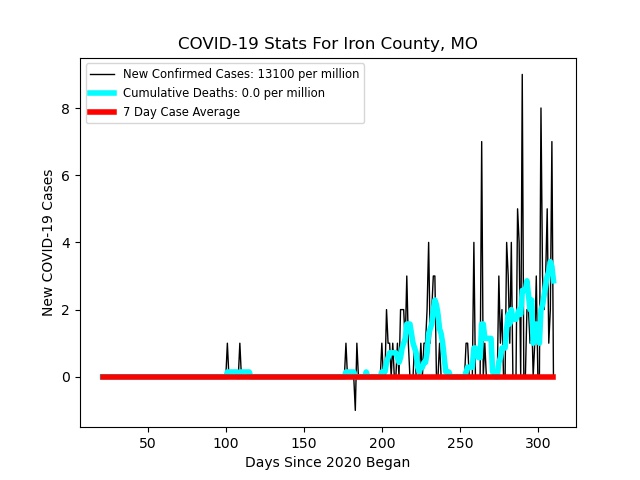 COVID-19 Stats For Iron County, MO
New Confirmed Cases: 13100 per million
Cumulative Deaths: 0.0 per million
7 Day Case Average
New COVID-19 Cases
8
6
4
2
0
50 100 150 200 250 300
Days Since 2020 Began